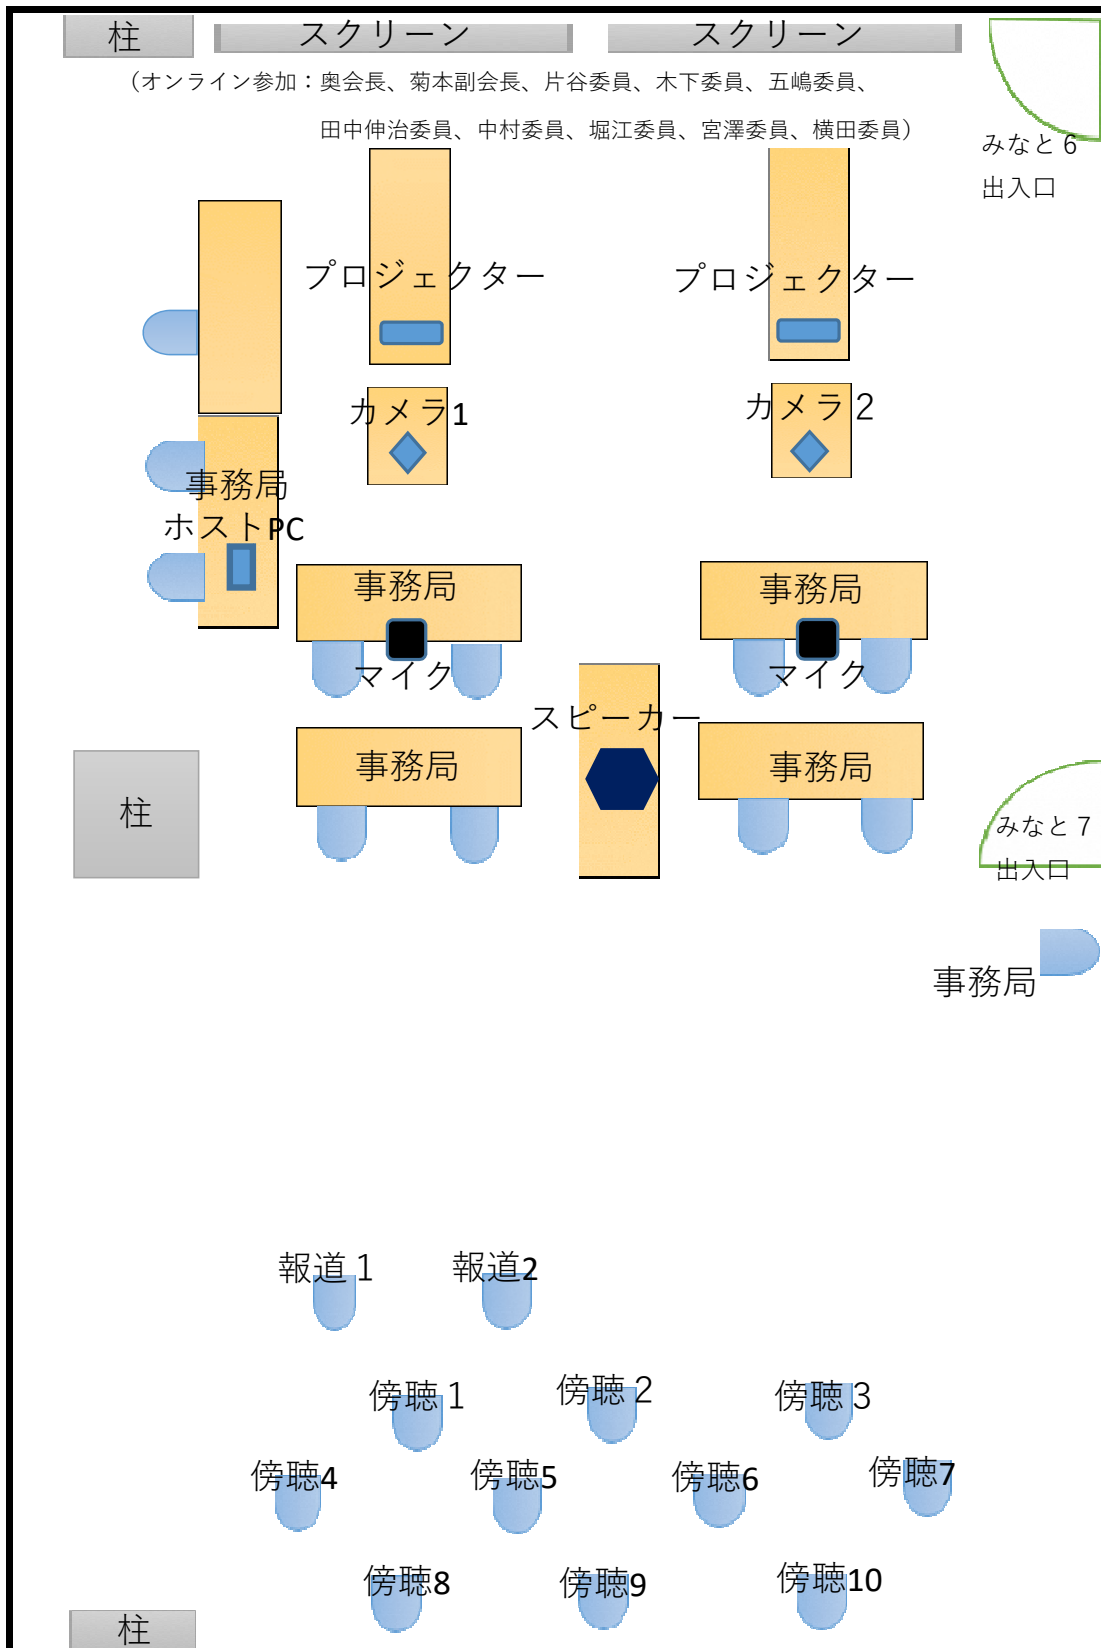 柱
スクリーン
スクリーン
（オンライン参加：奥会長、菊本副会長、片谷委員、木下委員、五嶋委員、
田中伸治委員、中村委員、堀江委員、宮澤委員、横田委員）
みなと６
出入口
プロジェクター
プロジェクター
カメラ1
カメラ２
事務局
ホストPC
事務局
マイク
事務局
マイク
スピーカー
事務局
事務局
柱
みなと７
出入口
事務局
報道１
報道2
傍聴１
傍聴２
傍聴３
傍聴4
傍聴5
傍聴6
傍聴7
傍聴8
傍聴9
傍聴10
柱